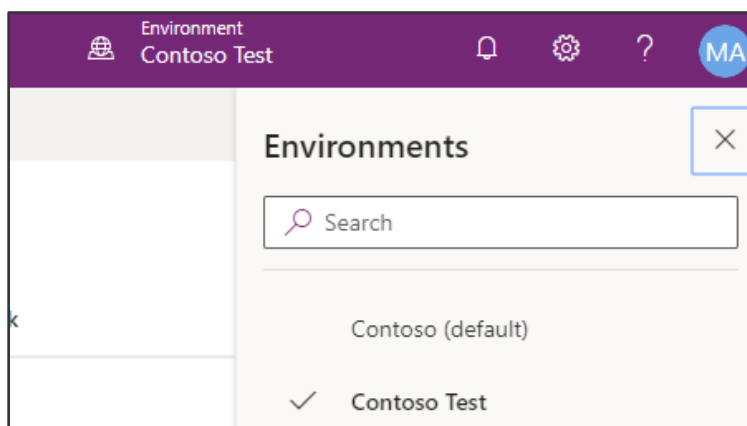 Environment
Contoso Test
?
MA
Environments
Search
k
Contoso (default)
Contoso Test